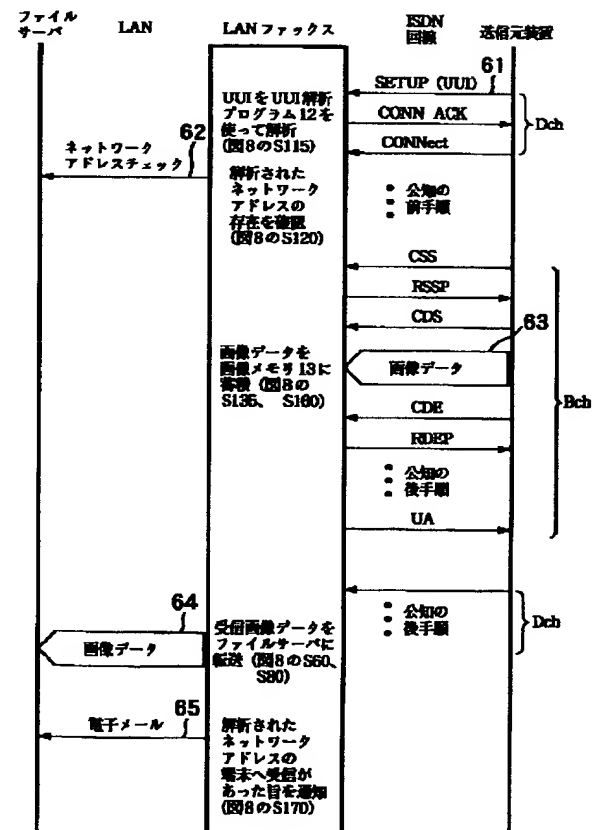 ファイル
サーバ
LAN
LANファックス
ISDN
回線
送信元装置
61
SETUP (UUI)
UUIをUUI解析
プログラム12を
使って解析
(図8のS115)
CONN ACK
CONNect
Dch
62
ネットワーク
アドレスチェック
解析された
ネットワーク
アドレスの
存在を確認
(図8のS120)
公知の
前手順
CSS
RSSP
CDS
63
画像データを
画像メモリ13に
蓄積(図8の
S135、S160)
画像データ
CDE
RDEP
Bch
公知の
後手順
UA
64
画像データ
受信画像データを
ファイルサーバに
転送(図8のS60、
S80)
公知の
後手順
Dch
65
電子メール
解析された
ネットワーク
アドレスの
端末へ受信が
あった旨を通知
(図8のS170)